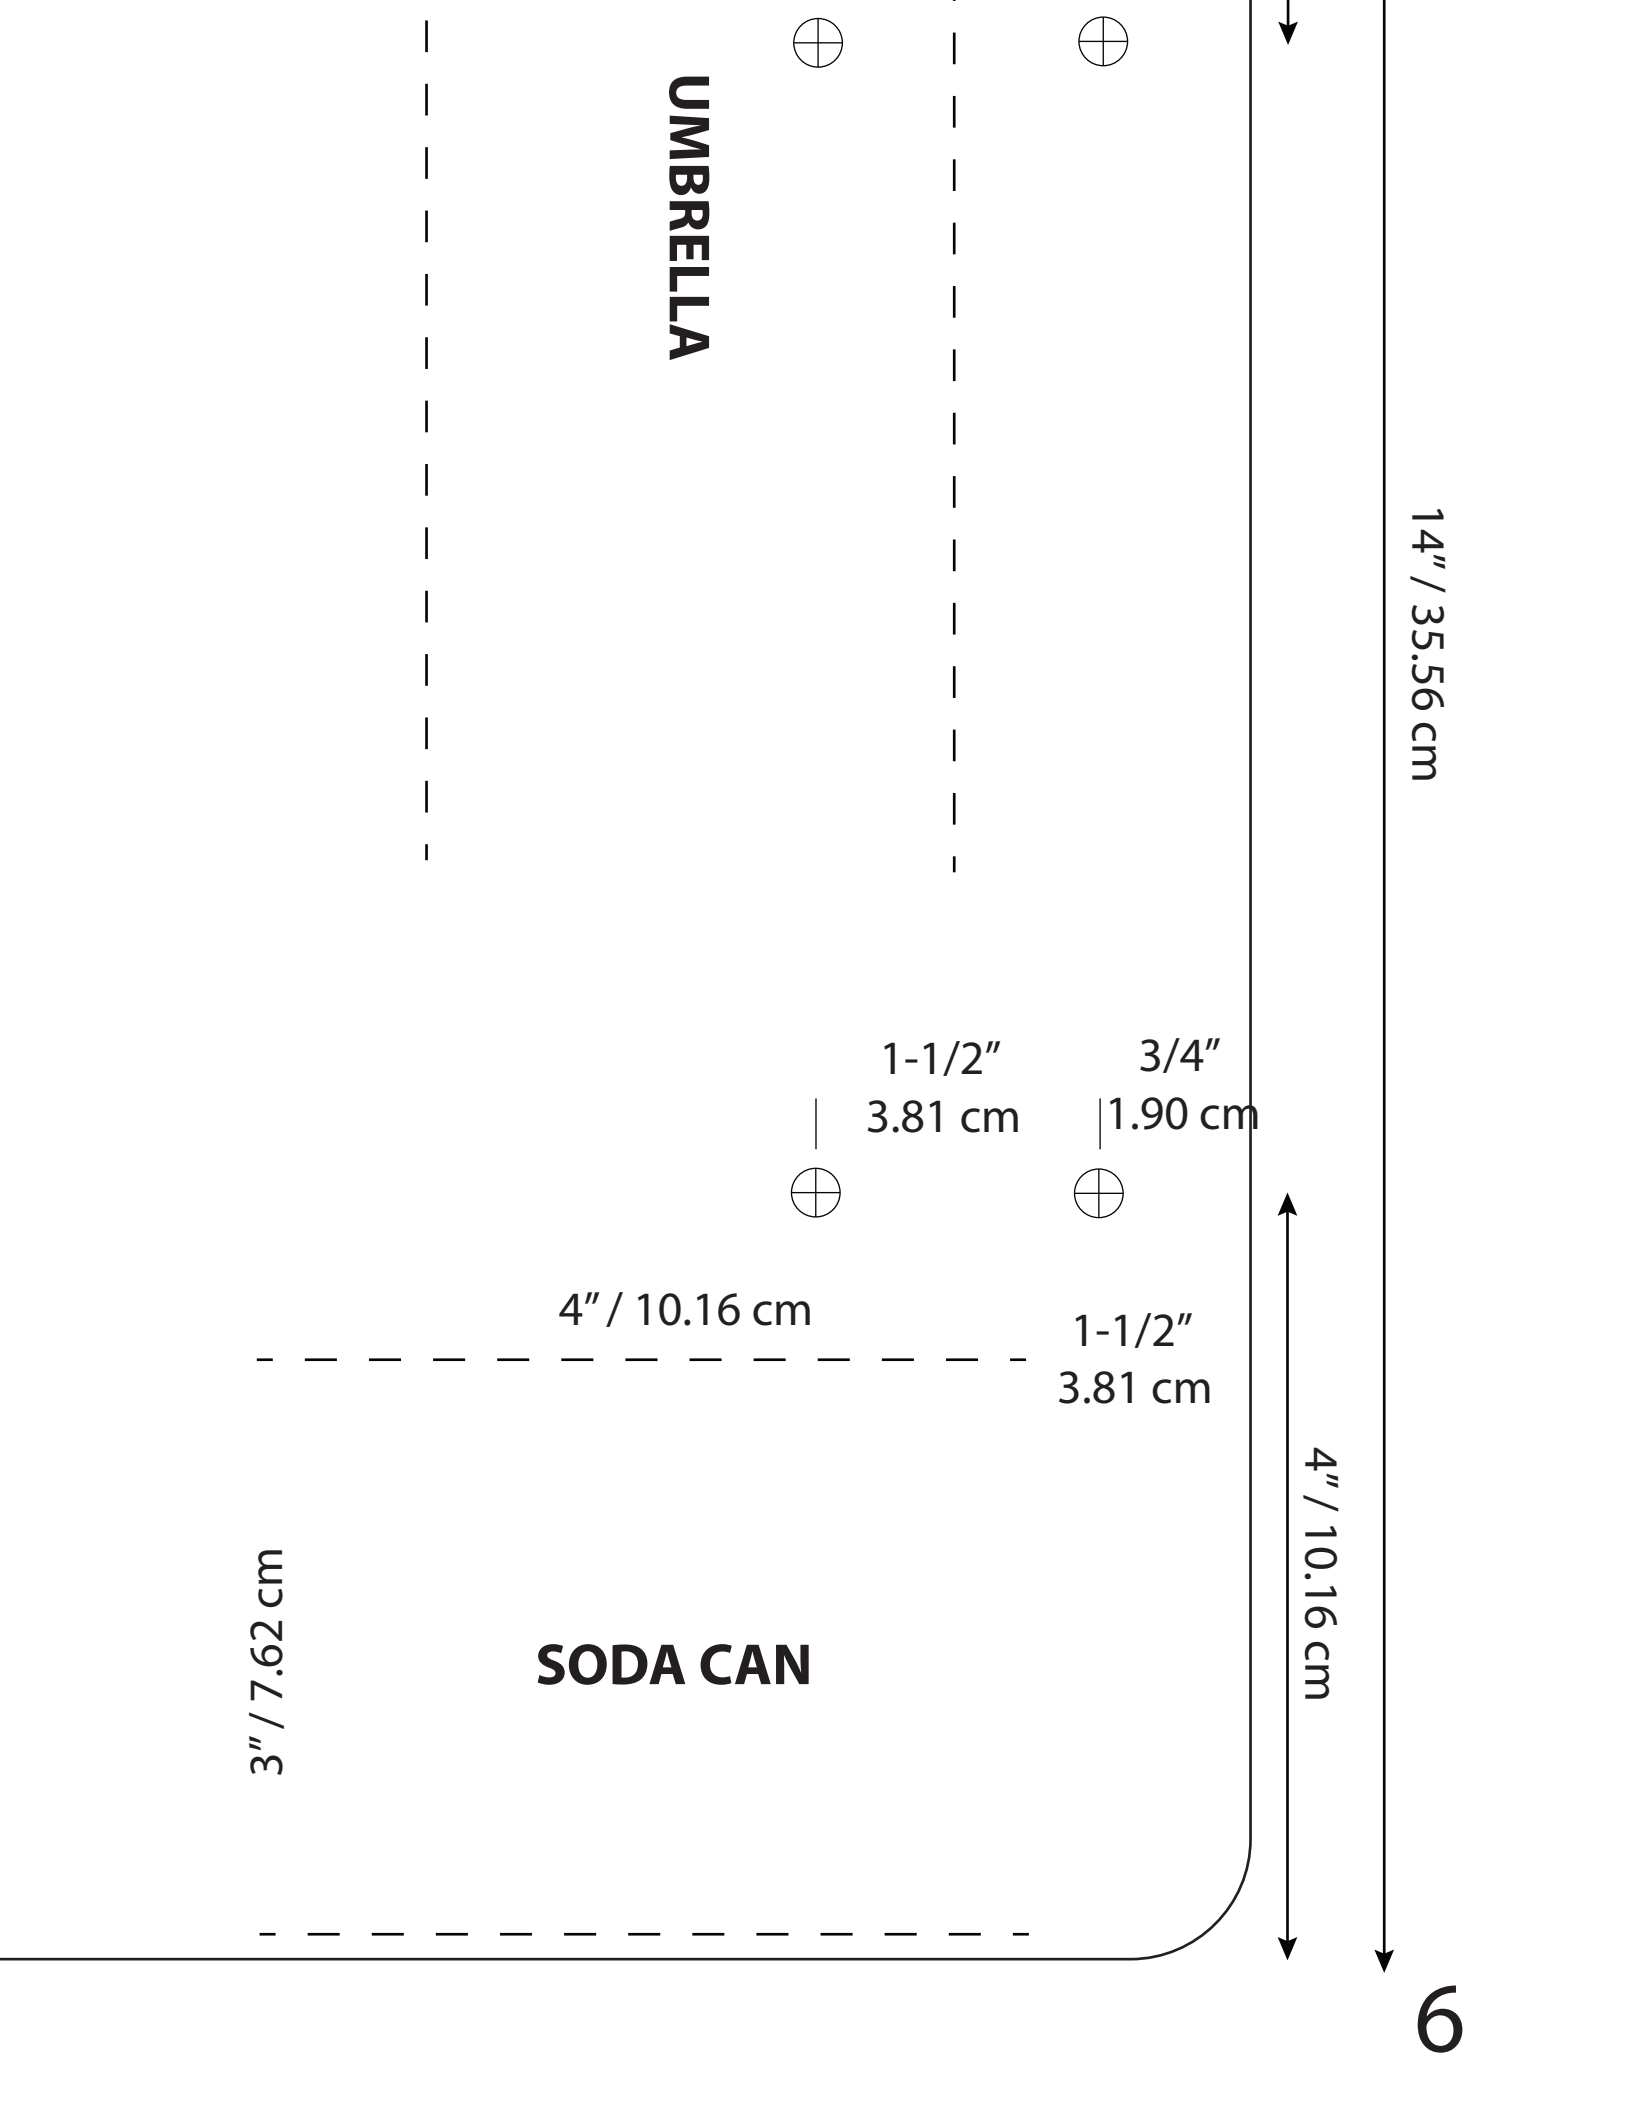 UMBRELLA
14” / 35.56 cm
1-1/2”
3.81 cm
3/4”
1.90 cm
4” / 10.16 cm
1-1/2”
3.81 cm
4” / 10.16 cm
3” / 7.62 cm
SODA CAN
6